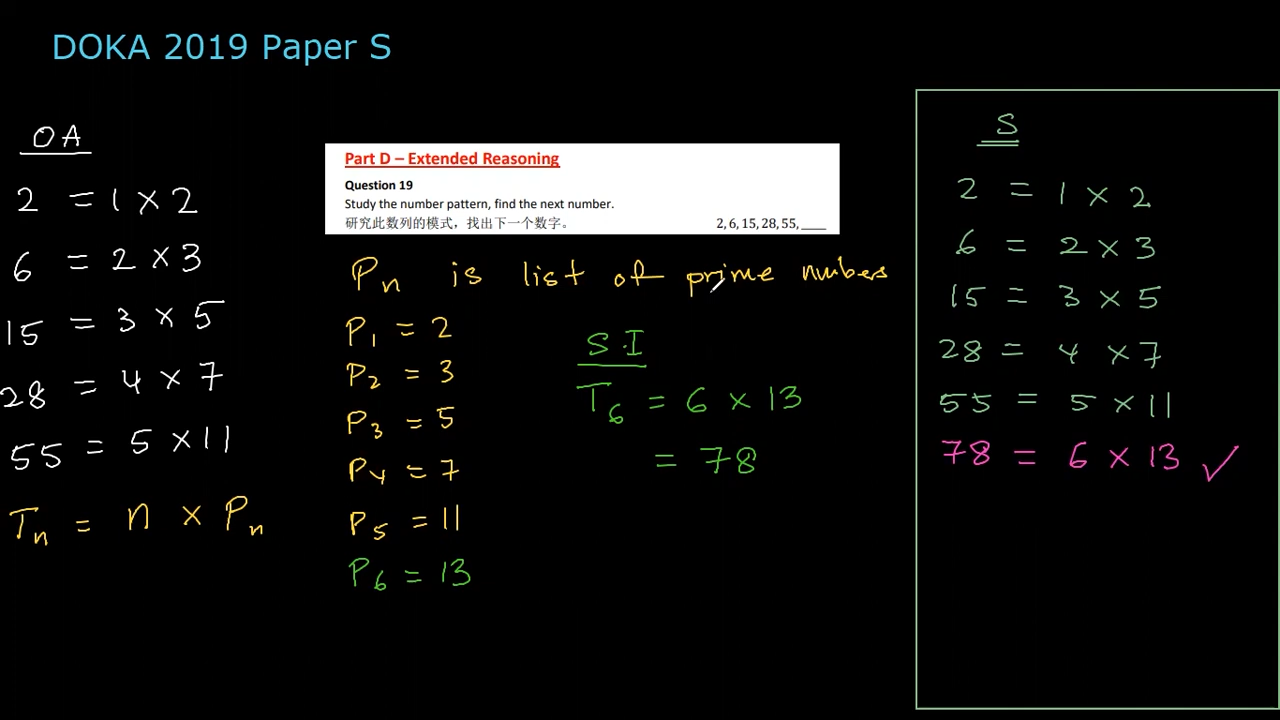 DOKA 2019 Paper S
OA
2 = 1 × 2
6 = 2 × 3
15 = 3 × 5
28 = 4 × 7
55 = 5 × 11
Tn = n × Pn
Part D – Extended Reasoning
Question 19
Study the number pattern, find the next number.
研究此数列的模式，找出下一个数字。 2, 6, 15, 28, 55, ____
Pn is list of prime numbers
P1 = 2
P2 = 3
P3 = 5
P4 = 7
P5 = 11
P6 = 13
S.I
T6 = 6 × 13
= 78
S
2 = 1 × 2
6 = 2 × 3
15 = 3 × 5
28 = 4 × 7
55 = 5 × 11
78 = 6 × 13 ✓